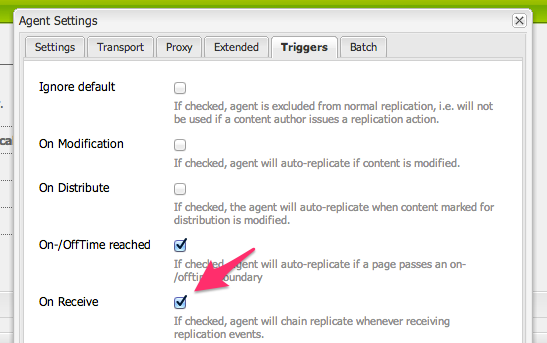 Agent Settings
Settings Transport Proxy Extended Triggers Batch
Ignore default
If checked, agent is excluded from normal replication, i.e. will not
be used if a content author issues a replication action.
On Modification
If checked, agent will auto-replicate if content is modified.
On Distribute
If checked, the agent will auto-replicate when content marked for
distribution is modified.
On-/OffTime reached
If checked, agent will auto-replicate if a page passes an on-
/offtime boundary
On Receive
If checked, agent will chain replicate whenever receiving
replication events.